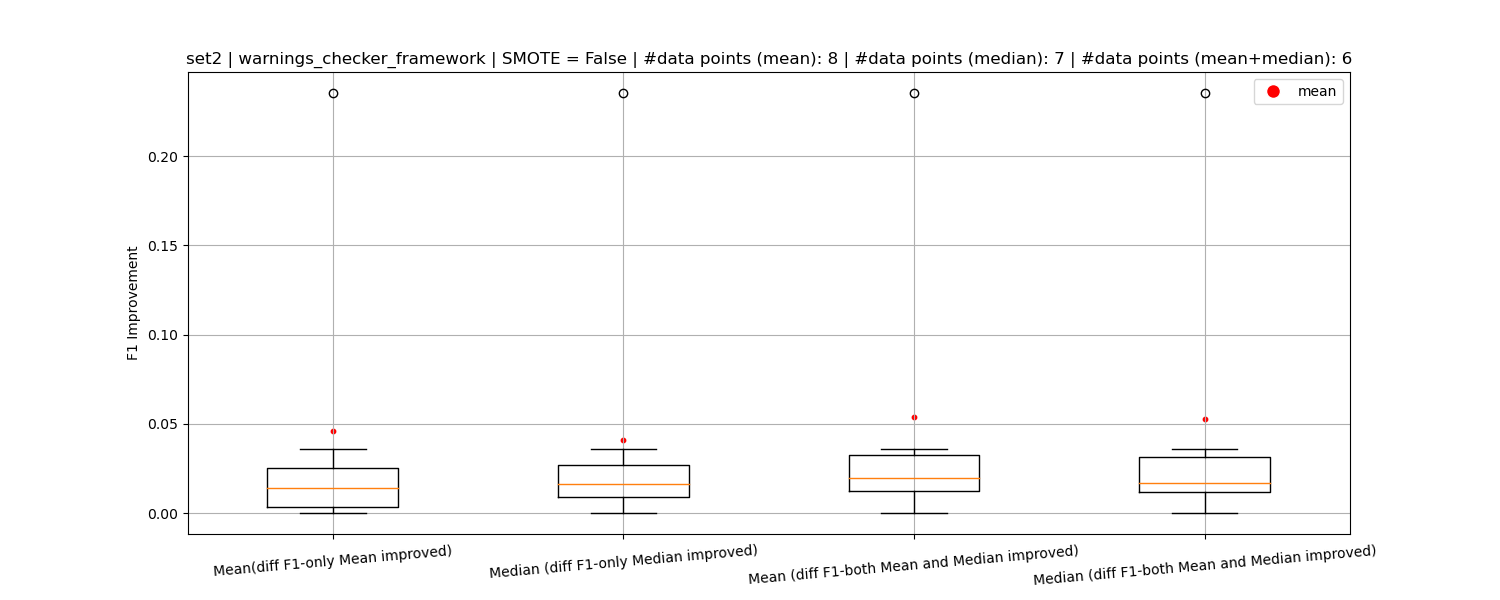 set2 | warnings_checker_framework | SMOTE = False | #data points (mean): 8 | #data points (median): 7 | #data points (mean+median): 6
mean
F1 Improvement
0.20
0.15
0.10
0.05
0.00
Mean(diff F1-only Mean improved)
Median (diff F1-only Median improved)
Mean (diff F1-both Mean and Median improved)
Median (diff F1-both Mean and Median improved)